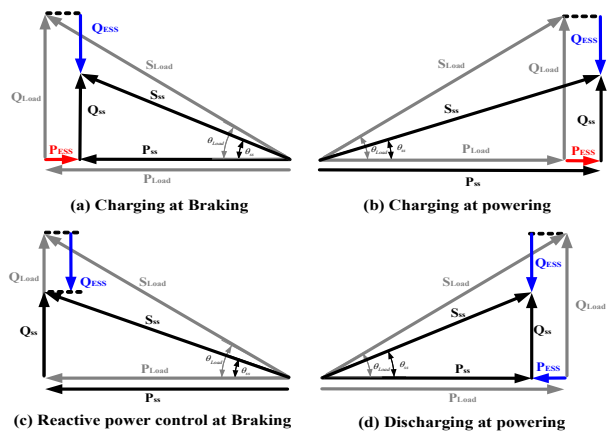 QESS
SLoad
QLoad
Sss
Qss
θLoad
θss
PESS
Pss
PLoad
(a) Charging at Braking
QESS
SLoad
QLoad
Sss
Qss
θLoad
θss
PLoad
PESS
Pss
(b) Charging at powering
QLoad
QESS
SLoad
Qss
Sss
θLoad
θss
PLoad
Pss
(c) Reactive power control at Braking
QESS
SLoad
QLoad
Sss
Qss
θLoad
θss
Pss
PESS
PLoad
(d) Discharging at powering